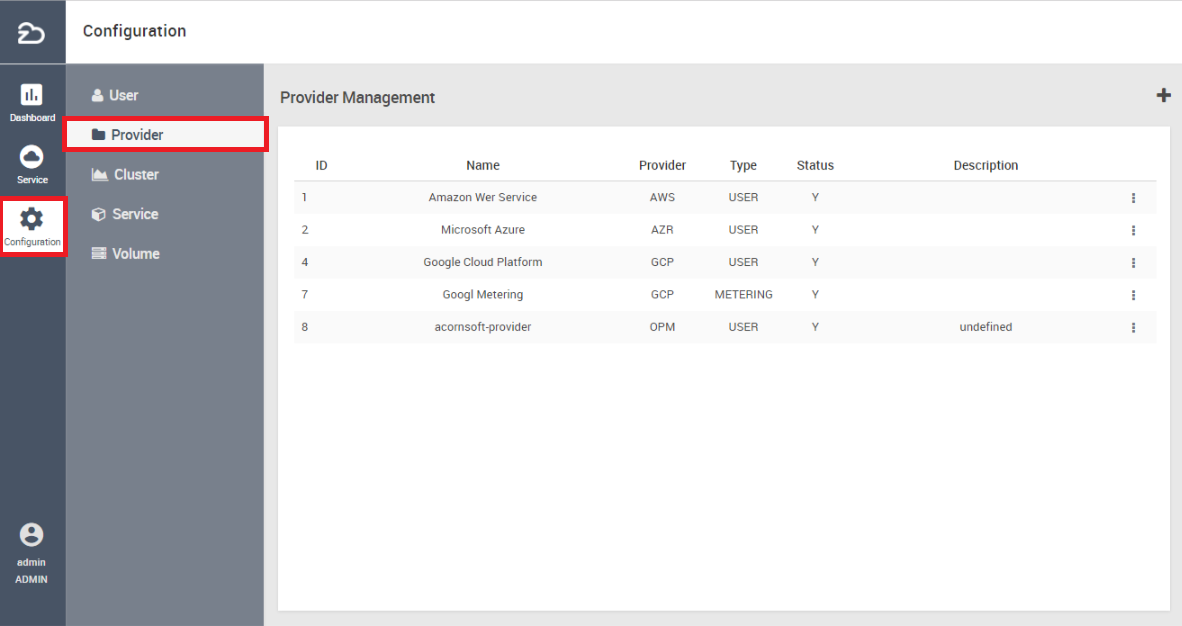 Configuration
Dashboard
Service
Configuration
admin
ADMIN
User
Provider
Cluster
Service
Volume
Provider Management
ID Name Provider Type Status Description
1 Amazon Wer Service AWS USER Y
2 Microsoft Azure AZR USER Y
4 Google Cloud Platform GCP USER Y
7 Googl Metering GCP METERING Y
8 acornsoft-provider OPM USER Y undefined